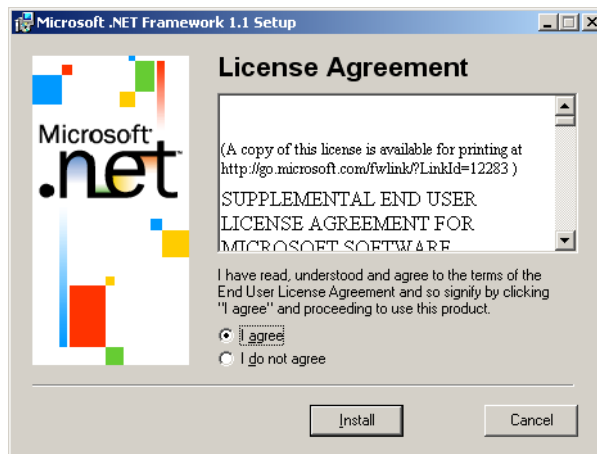 Microsoft .NET Framework 1.1 Setup
Microsoft
.net
License Agreement
(A copy of this license is available for printing at
http://go.microsoft.com/fwlink/?LinkId=12283 )
SUPPLEMENTAL END USER
LICENSE AGREEMENT FOR
MICROSOFT SOFTWARE
I have read, understood and agree to the terms of the
End User License Agreement and so signify by clicking
"I agree" and proceeding to use this product.
I agree
I do not agree
Install
Cancel